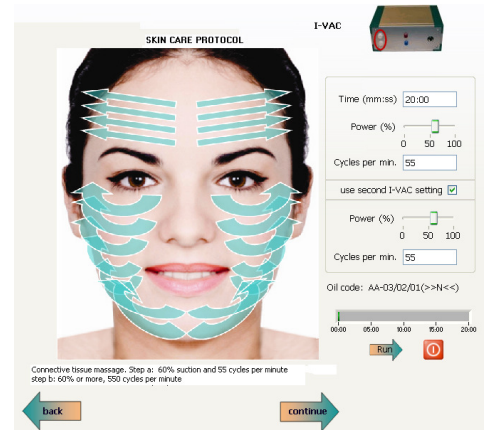 I-VAC
SKIN CARE PROTOCOL
Time (mm:ss) 20:00
Power (%)
0 50 100
Cycles per min. 55
use second I-VAC setting
Power (%)
0 50 100
Cycles per min. 55
Oil code: AA-03/02/01(>>N<<)
00:00 05:00 10:00 15:00 20:00
Run
Connective tissue massage. Step a: 60% suction and 55 cycles per minute
step b: 60% or more, 550 cycles per minute
back
continue